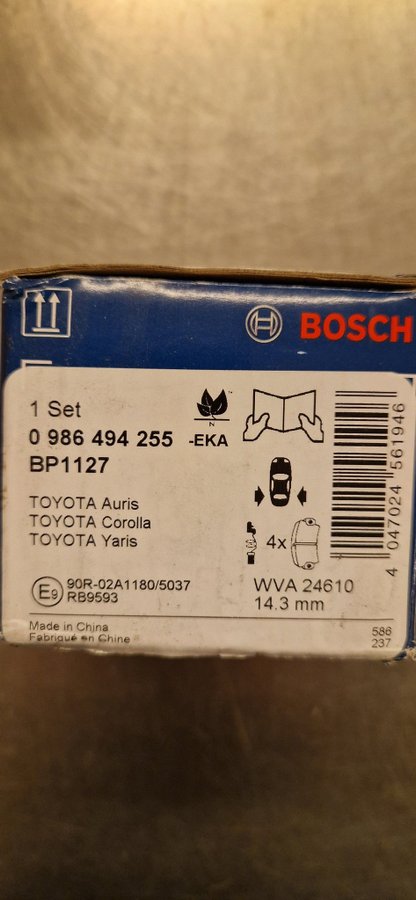 BOSCH
1 Set
0 986 494 255 -EKA
BP1127
N
TOYOTA Auris
TOYOTA Corolla
TOYOTA Yaris
4x
E9 90R-02A1180/5037
RB9593
WVA 24610
14.3 mm
Made in China
Fabriqué en Chine
586
237
4 047024 561946